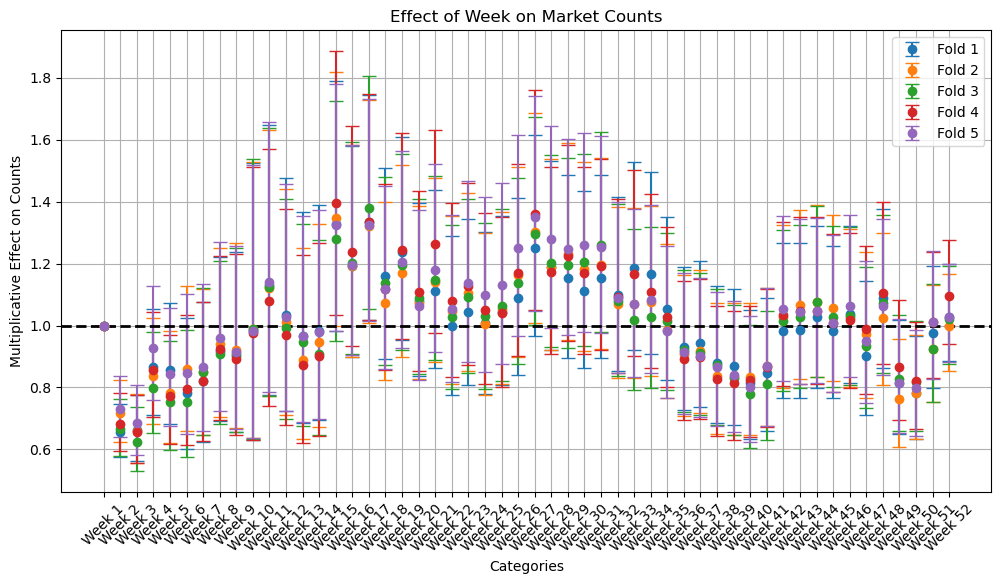 Effect of Week on Market Counts
Multiplicative Effect on Counts
1.8
1.6
1.4
1.2
1.0
0.8
0.6
Fold 1
Fold 2
Fold 3
Fold 4
Fold 5
Week 1
Week 2
Week 3
Week 4
Week 5
Week 6
Week 7
Week 8
Week 9
Week 10
Week 11
Week 12
Week 13
Week 14
Week 15
Week 16
Week 17
Week 18
Week 19
Week 20
Week 21
Week 22
Week 23
Week 24
Week 25
Week 26
Week 27
Week 28
Week 29
Week 30
Week 31
Week 32
Week 33
Week 34
Week 35
Week 36
Week 37
Week 38
Week 39
Week 40
Week 41
Week 42
Week 43
Week 44
Week 45
Week 46
Week 47
Week 48
Week 49
Week 50
Week 51
Week 52
Categories